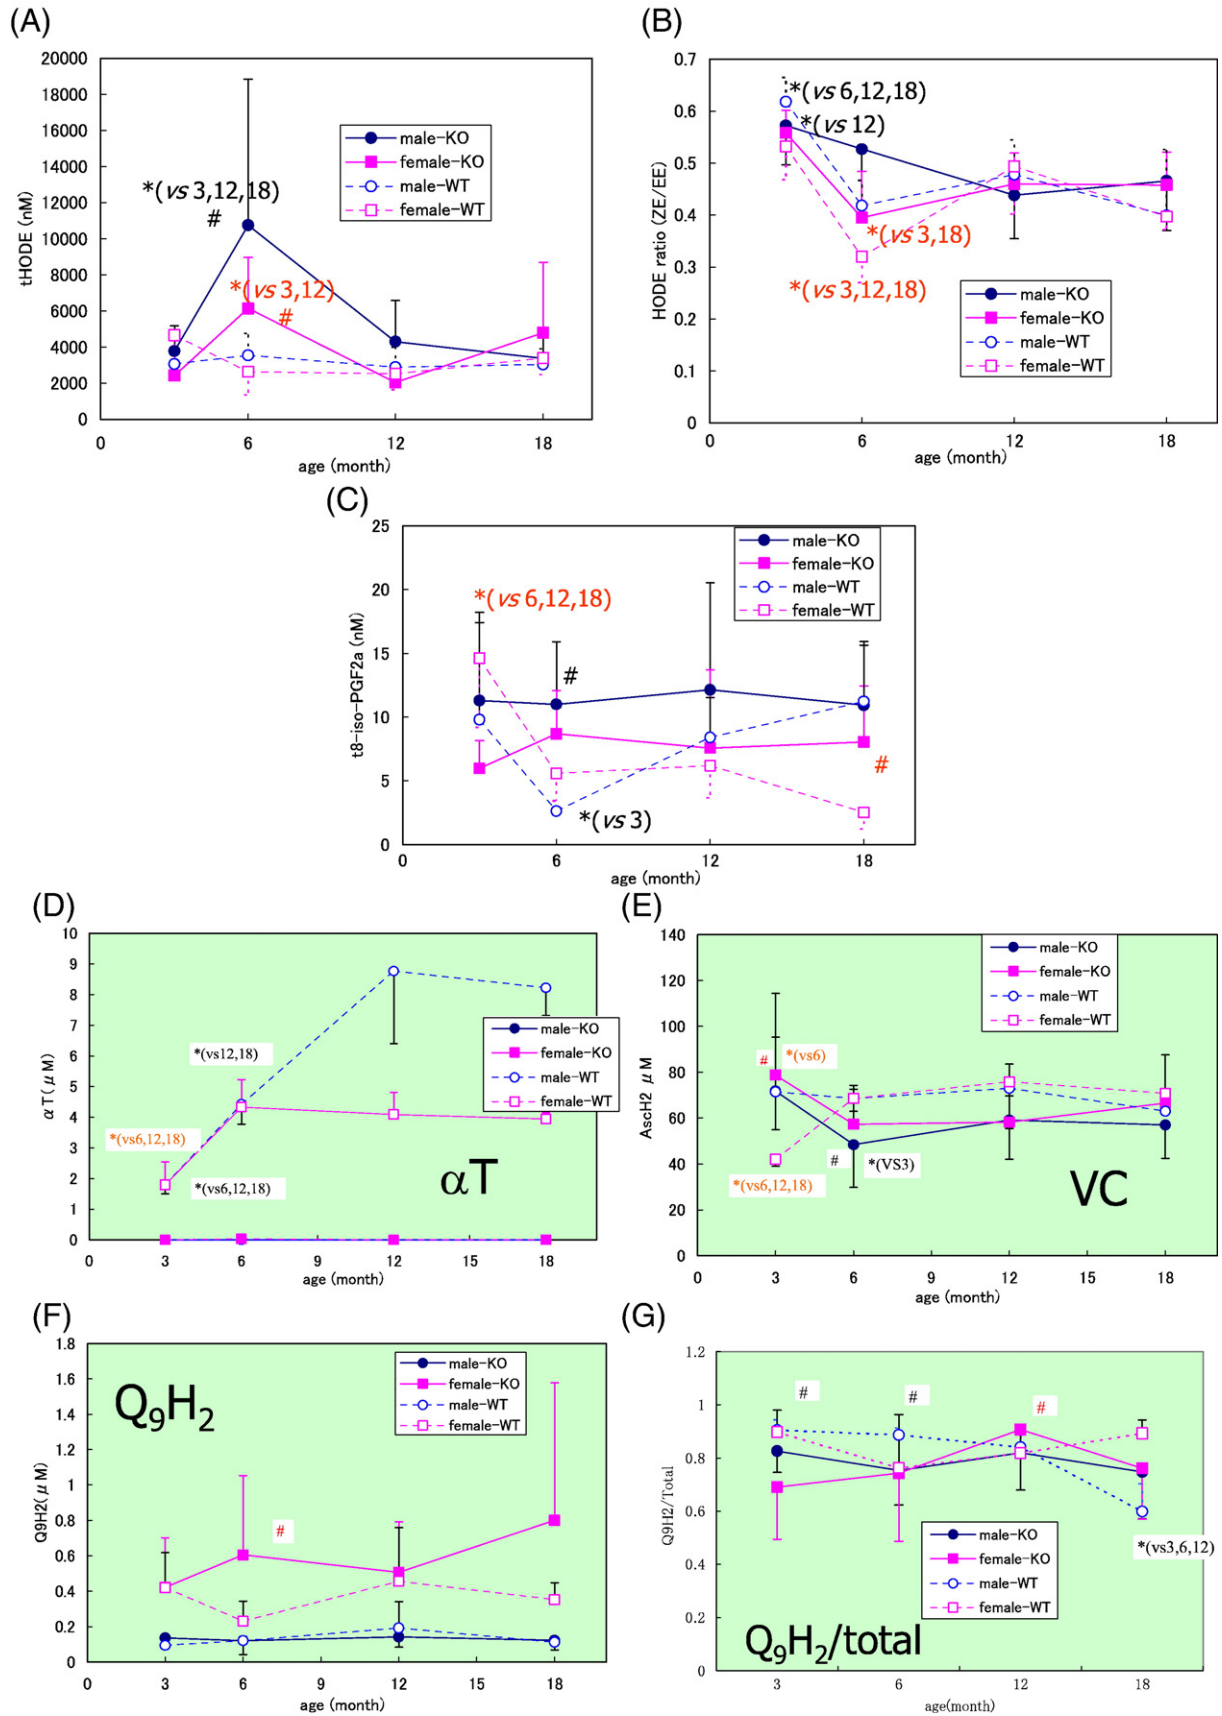 (A)
tHODE (nM)
20000
18000
16000
14000
12000
10000
8000
6000
4000
2000
0
male-KO
female-KO
male-WT
female-WT
*(vs 3,12,18)
#
*(vs 3,12)
#
0
6
12
18
age (month)
(B)
HODE ratio (ZE/EE)
0.7
0.6
0.5
0.4
0.3
0.2
0.1
0
*(vs 6,12,18)
*(vs 12)
*(vs 3,18)
*(vs 3,12,18)
male-KO
female-KO
male-WT
female-WT
0
6
12
18
age (month)
(C)
t8-iso-PGF2a (nM)
25
20
15
10
5
0
male-KO
female-KO
male-WT
female-WT
*(vs 6,12,18)
#
#
*(vs 3)
0
6
12
18
age (month)
(D)
αT(μM)
10
9
8
7
6
5
4
3
2
1
0
male-KO
female-KO
male-WT
female-WT
*(vs12,18)
*(vs6,12,18)
*(vs6,12,18)
αT
0
3
6
9
12
15
18
age (month)
(E)
AscH2 μM
140
120
100
80
60
40
20
0
male-KO
female-KO
male-WT
female-WT
# *(vs6)
# *(VS3)
*(vs6,12,18)
VC
0
3
6
9
12
15
18
age (month)
(F)
Q9H2(μM)
1.8
1.6
1.4
1.2
1
0.8
0.6
0.4
0.2
0
Q₉H₂
male-KO
female-KO
male-WT
female-WT
#
0
3
6
9
12
15
18
age (month)
(G)
Q9H2/Total
1.2
1
0.8
0.6
0.4
0.2
0
#
#
#
male-KO
female-KO
male-WT
female-WT
*(vs3,6,12)
Q₉H₂/total
3
6
12
18
age(month)